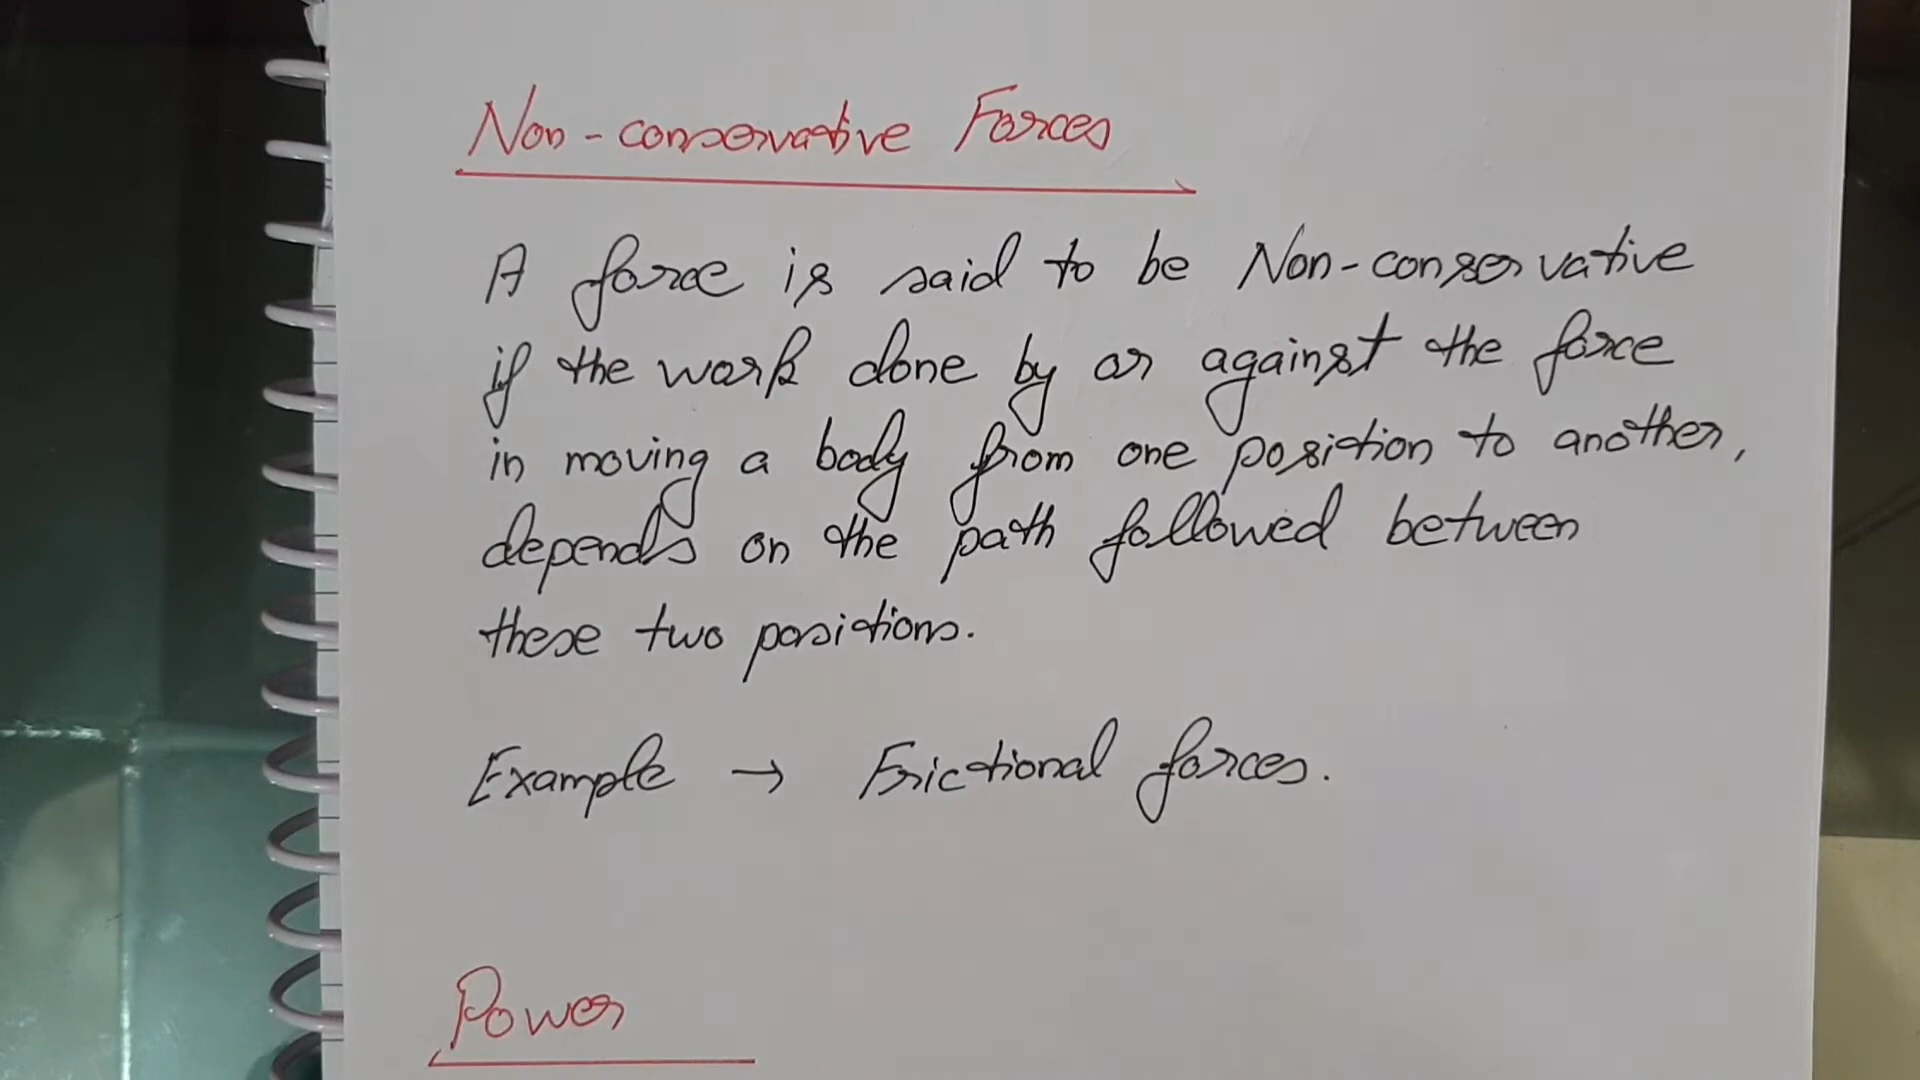 Non-conservative Forces
A force is said to be Non-conservative
if the work done by or against the force
in moving a body from one position to another,
depends on the path followed between
these two positions.
Example → Frictional forces.
Power